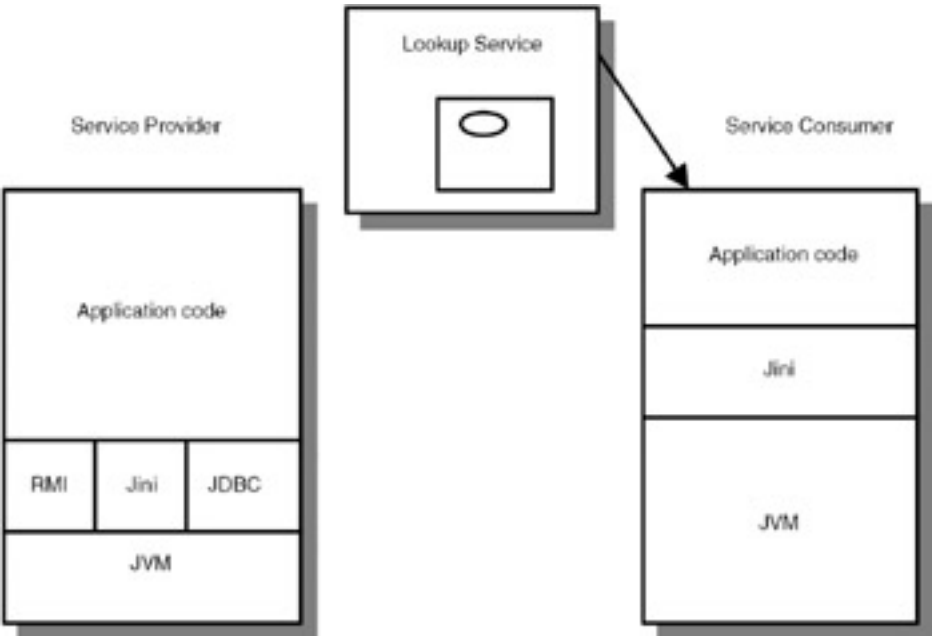 Lookup Service
Service Provider
Service Consumer
Application code
Application code
Jini
RMI
Jini
JDBC
JVM
JVM